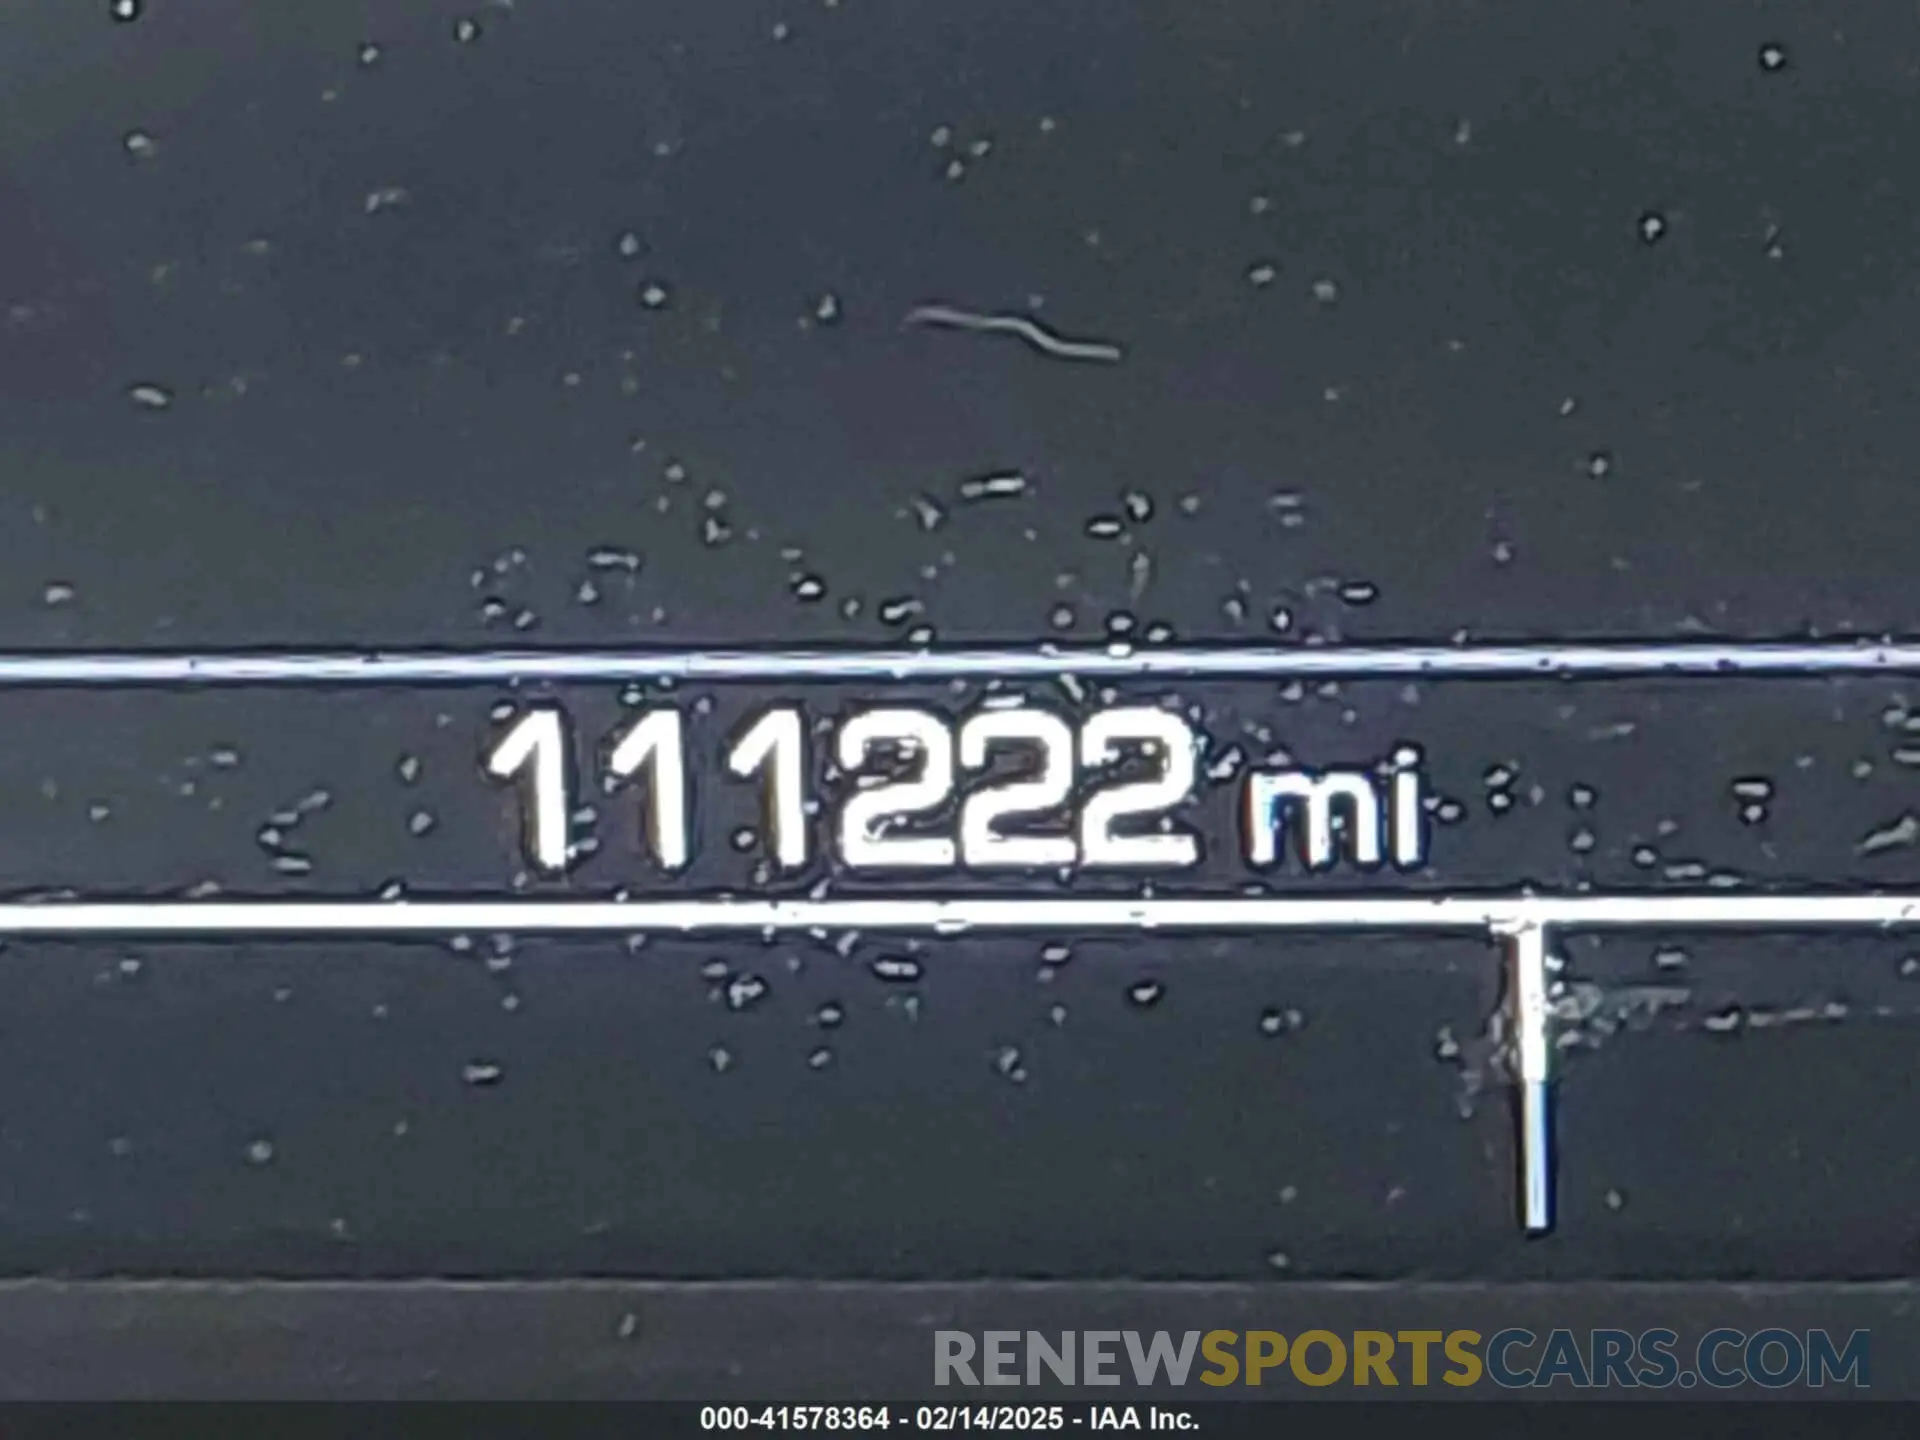 111222 mi
RENEWSPORTSCARS.COM
000-41578364 - 02/14/2025 - IAA Inc.